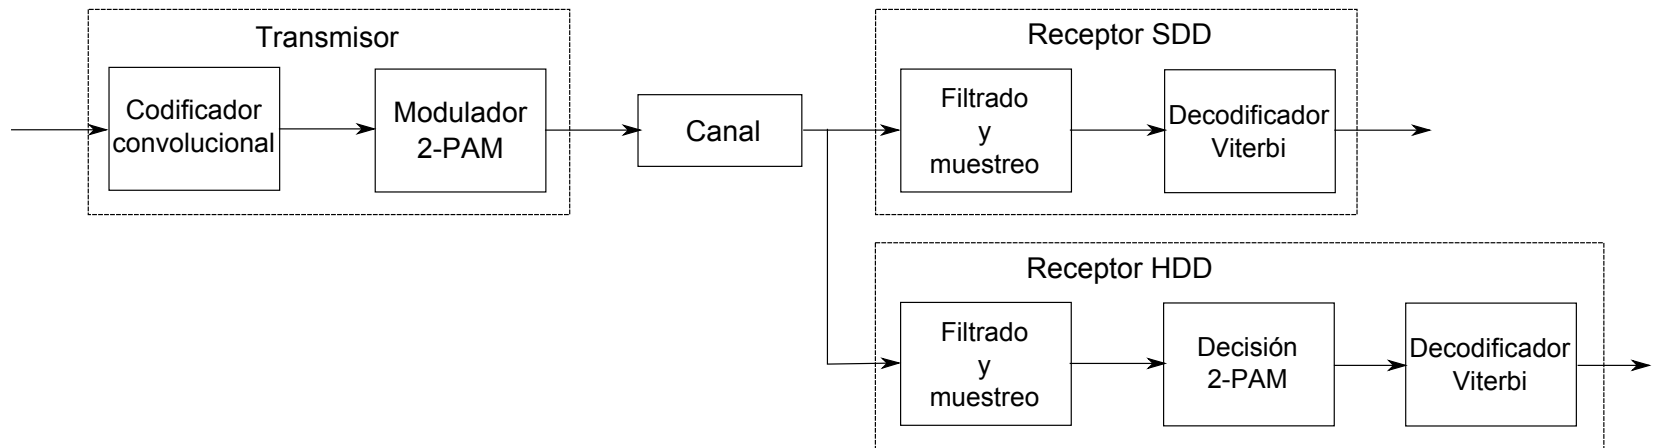 Transmisor
Codificador
convolucional
Modulador
2-PAM
Canal
Receptor SDD
Filtrado
y
muestreo
Decodificador
Viterbi
Receptor HDD
Filtrado
y
muestreo
Decisión
2-PAM
Decodificador
Viterbi